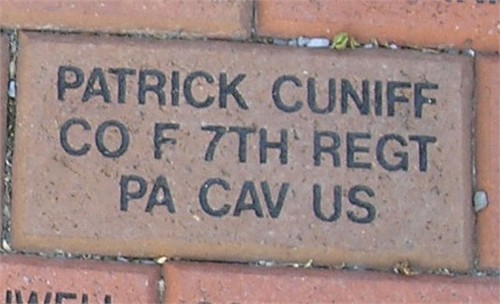 PATRICK CUNIFF
CO F 7TH REGT
PA CAV US